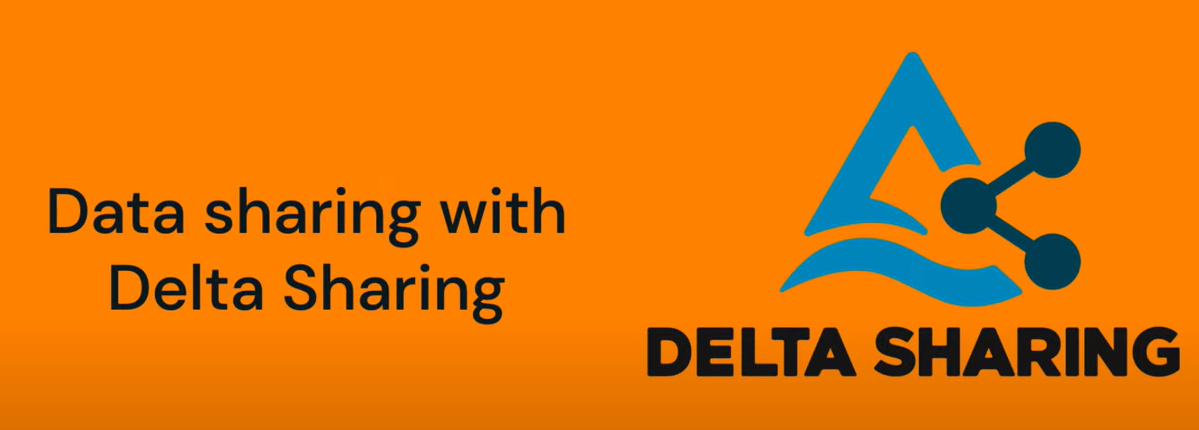 Data sharing with
Delta Sharing
DELTA SHARING